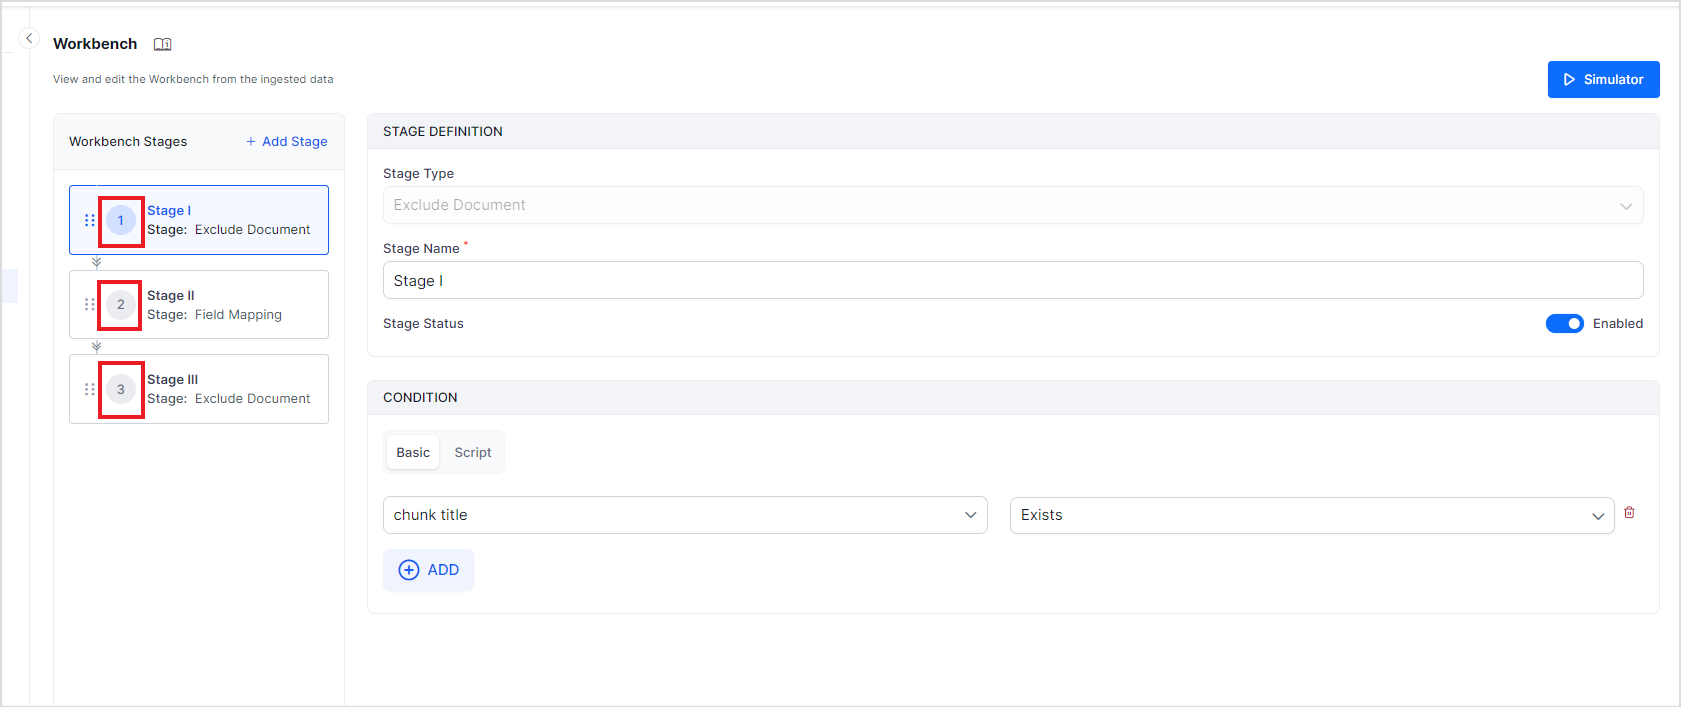 Workbench
View and edit the Workbench from the ingested data
Simulator
Workbench Stages
+ Add Stage
1
Stage I
Stage: Exclude Document
2
Stage II
Stage: Field Mapping
3
Stage III
Stage: Exclude Document
STAGE DEFINITION
Stage Type
Exclude Document
Stage Name *
Stage I
Stage Status
Enabled
CONDITION
Basic
Script
chunk title
Exists
ADD